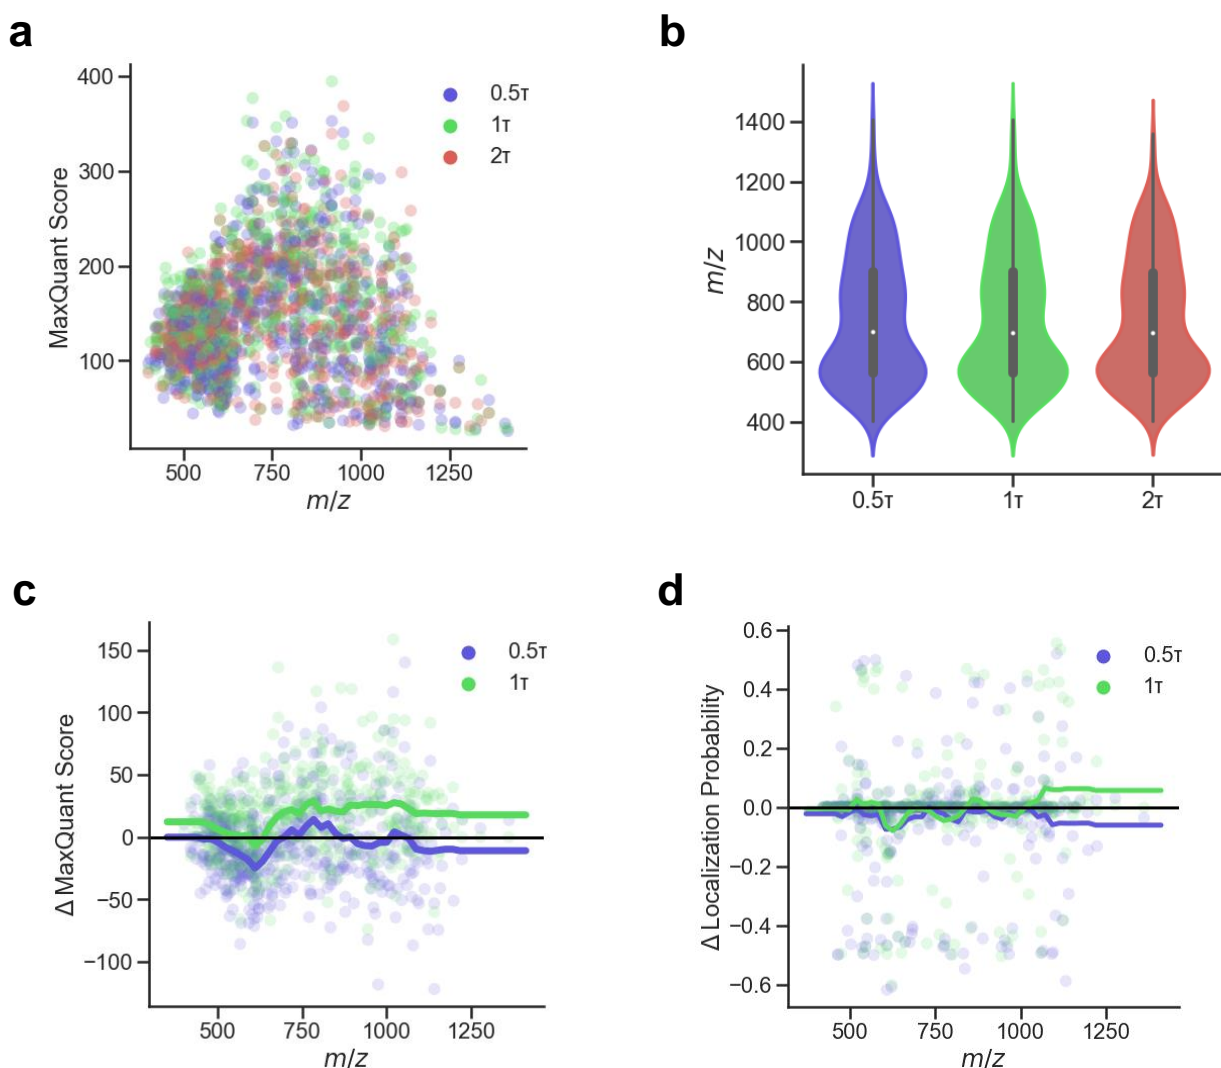 a
MaxQuant Score
400
300
200
100
500
750
1000
1250
m/z
0.5τ
1τ
2τ
b
m/z
1400
1200
1000
800
600
400
0.5τ
1τ
2τ
c
Δ MaxQuant Score
150
100
50
0
−50
−100
500
750
1000
1250
m/z
0.5τ
1τ
d
Δ Localization Probability
0.6
0.4
0.2
0.0
−0.2
−0.4
−0.6
500
750
1000
1250
m/z
0.5τ
1τ